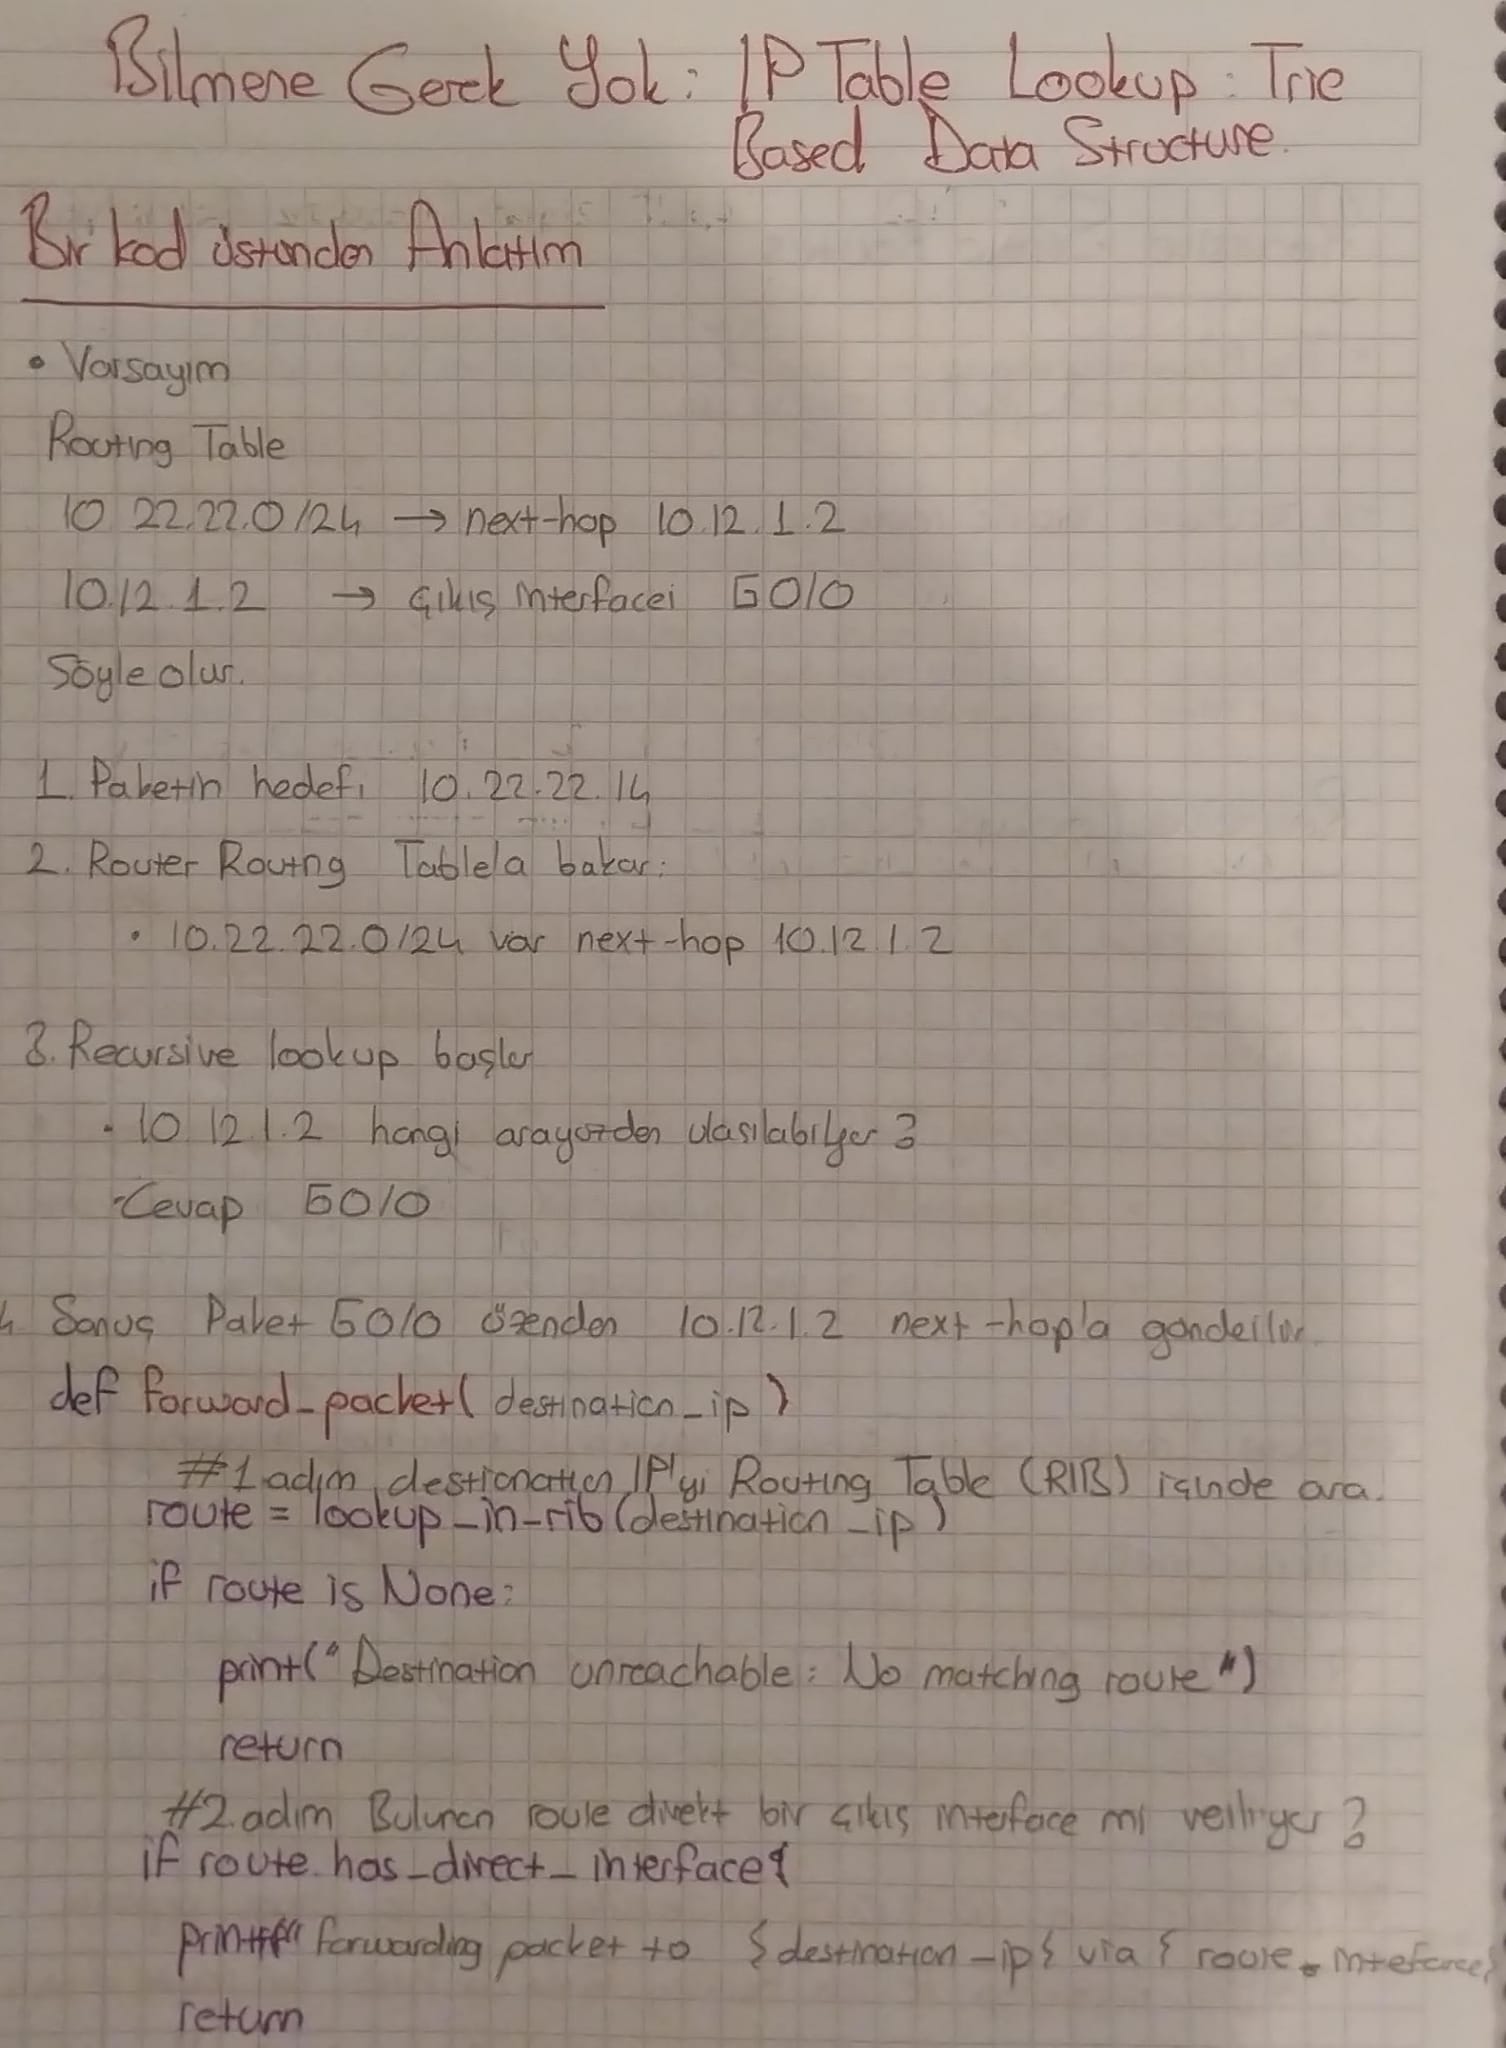 Bilmene Gerek Yok: IP Table Lookup: Trie
Based Data Structure.
Bir kod üstünden Anlatım
• Varsayım
Routing Table
10.22.22.0/24 → next-hop 10.12.1.2
10.12.1.2 → çıkış interfacei G0/0
Söyle olur.
1. Paketin hedefi 10.22.22.14
2. Router Routing Table'a bakar:
• 10.22.22.0/24 var next-hop 10.12.1.2
3. Recursive lookup başlar
• 10.12.1.2 hangi arayüzden ulaşılabiliyor?
-Cevap G0/0
4. Sonuç Paket G0/0 üzerinden 10.12.1.2 next-hop'a gönderilir.
def forward_packet(destination_ip)
#1.adım destionation IP'yi Routing Table (RIB) içinde ara.
route = lookup_in_rib(destination_ip)
if route is None:
print("Destination unreachable: No matching route")
return
#2.adım Bulunan route direkt bir çıkış interface mi veriliyor?
if route.has_direct_interface{
print(f"forwarding packet to {destination_ip} via {route.inteface}
return